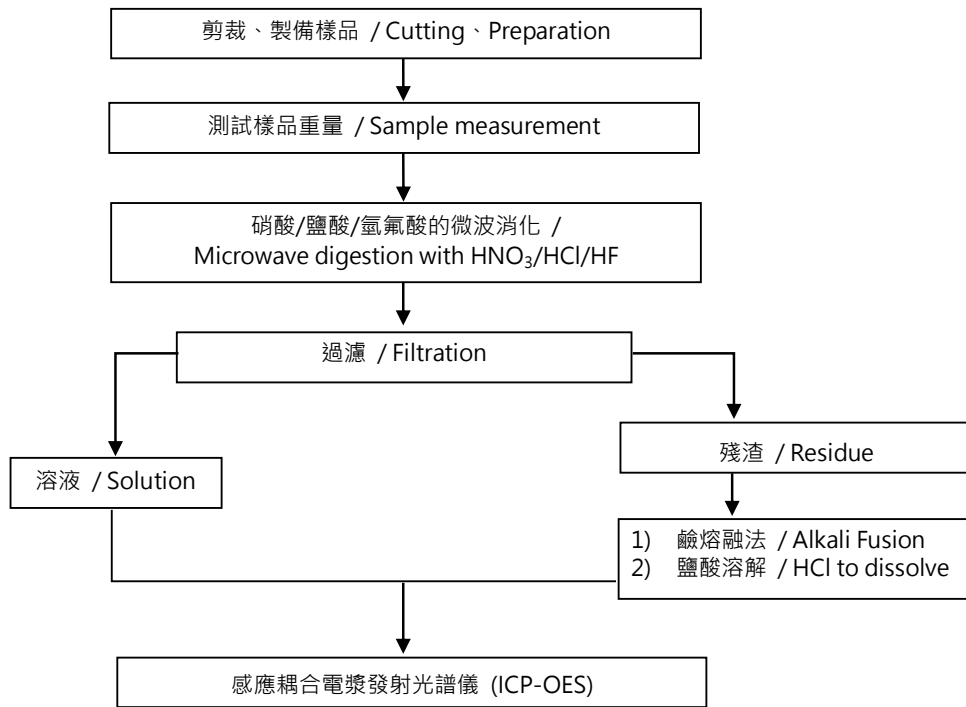 剪裁、製備樣品 / Cutting、Preparation
測試樣品重量 / Sample measurement
硝酸/鹽酸/氫氟酸的微波消化 /
Microwave digestion with HNO₃/HCl/HF
過濾 / Filtration
溶液 / Solution
殘渣 / Residue
1) 鹼熔融法 / Alkali Fusion
2) 鹽酸溶解 / HCl to dissolve
感應耦合電漿發射光譜儀 (ICP-OES)